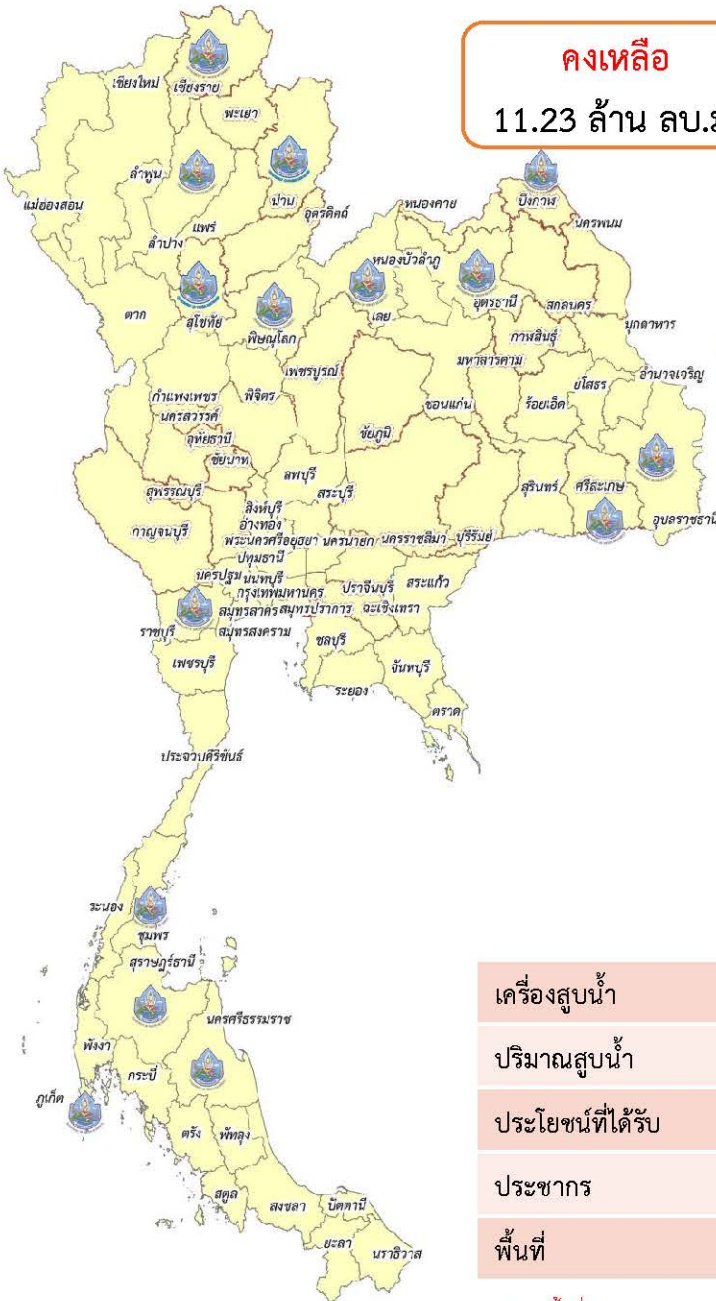 คงเหลือ
11.23 ล้าน ลบ.ม
เชียงใหม่
เชียงราย
พะเยา
ลำพูน
น่าน
แม่ฮ่องสอน
อุตรดิตถ์
แพร่
ลำปาง
หนองคาย
บึงกาฬ
นครพนม
หนองบัวลำภู
ตาก
สุโขทัย
พิษณุโลก
เลย
อุดรธานี
สกลนคร
มุกดาหาร
กาฬสินธุ์
เพชรบูรณ์
มหาสารคาม
อำนาจเจริญ
ยโสธร
กำแพงเพชร
พิจิตร
ขอนแก่น
ร้อยเอ็ด
นครสวรรค์
อุทัยธานี
ชัยภูมิ
ชัยนาท
ลพบุรี
สุพรรณบุรี
สระบุรี
สุรินทร์
ศรีสะเกษ
สิงห์บุรี
อ่างทอง
กาญจนบุรี
อุบลราชธานี
พระนครศรีอยุธยา นครนายก นครราชสีมา บุรีรัมย์
ปทุมธานี
นครปฐม นนทบุรี
ปราจีนบุรี
สระแก้ว
กรุงเทพมหานคร
สมุทรสาคร สมุทรปราการ ฉะเชิงเทรา
ราชบุรี
สมุทรสงคราม
ชลบุรี
เพชรบุรี
จันทบุรี
ระยอง
ตราด
ประจวบคีรีขันธ์
ระนอง
ชุมพร
สุราษฎร์ธานี
นครศรีธรรมราช
พังงา
กระบี่
ภูเก็ต
ตรัง
พัทลุง
สตูล
สงขลา
ปัตตานี
ยะลา
นราธิวาส
เครื่องสูบน้ำ
ปริมาณสูบน้ำ
ประโยชน์ที่ได้รับ
ประชากร
พื้นที่